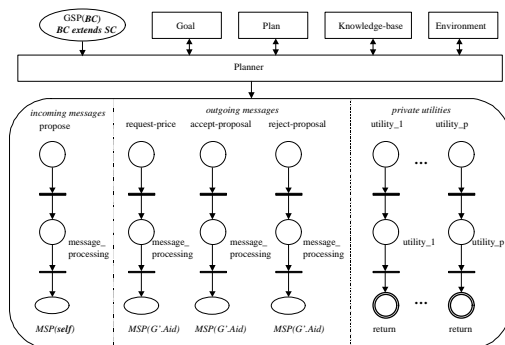 GSP(BC)
BC extends SC
Goal
Plan
Knowledge-base
Environment
Planner
incoming messages
outgoing messages
private utilities
propose
request-price
accept-proposal
reject-proposal
utility_1
utility_p
...
message_
processing
message_
processing
message_
processing
message_
processing
utility_1
utility_p
...
MSP(self)
MSP(G'.Aid)
MSP(G'.Aid)
MSP(G'.Aid)
return
return